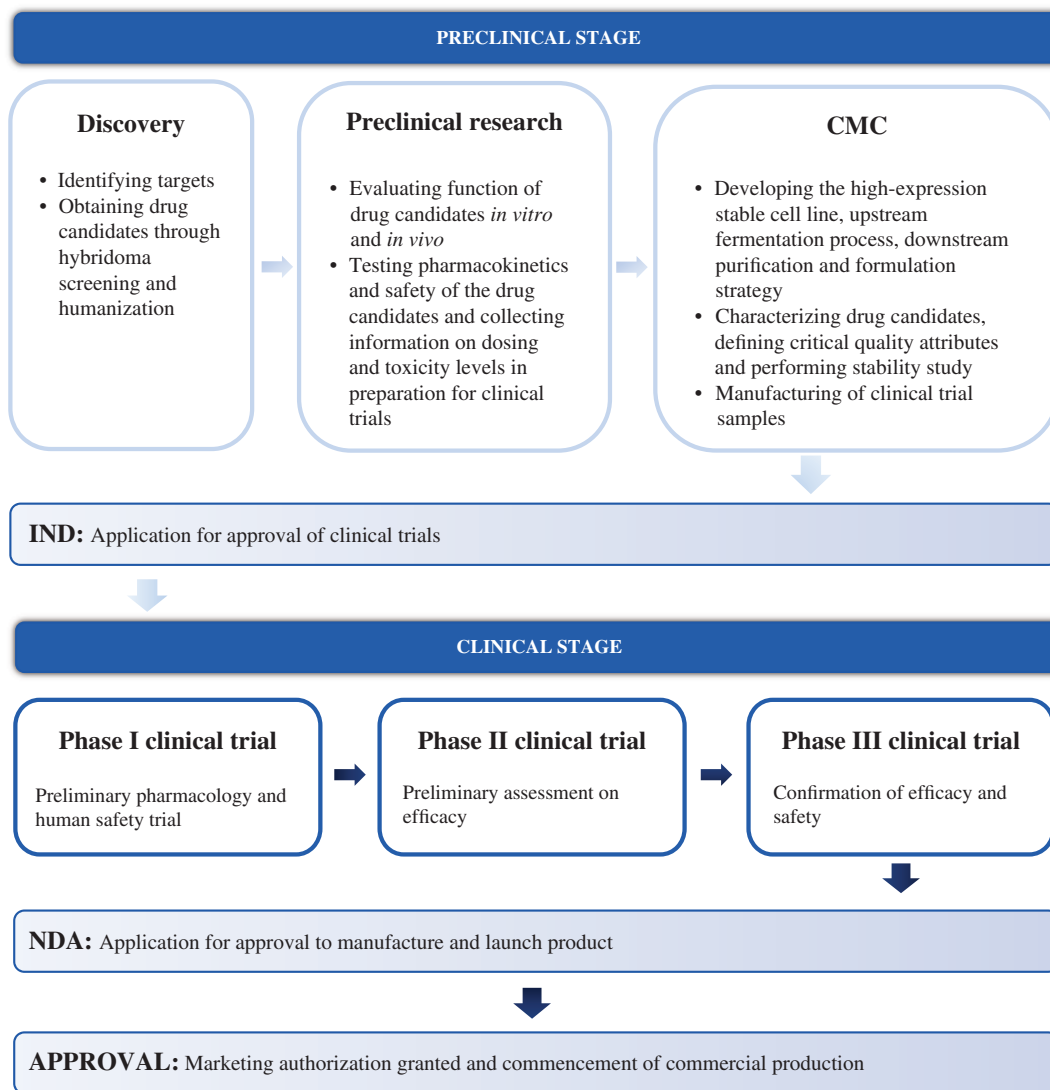 PRECLINICAL STAGE
Discovery
• Identifying targets
• Obtaining drug
candidates through
hybridoma
screening and
humanization
Preclinical research
• Evaluating function of
drug candidates in vitro
and in vivo
• Testing pharmacokinetics
and safety of the drug
candidates and collecting
information on dosing
and toxicity levels in
preparation for clinical
trials
CMC
• Developing the high-expression
stable cell line, upstream
fermentation process, downstream
purification and formulation
strategy
• Characterizing drug candidates,
defining critical quality attributes
and performing stability study
• Manufacturing of clinical trial
samples
IND: Application for approval of clinical trials
CLINICAL STAGE
Phase I clinical trial
Preliminary pharmacology and
human safety trial
Phase II clinical trial
Preliminary assessment on
efficacy
Phase III clinical trial
Confirmation of efficacy and
safety
NDA: Application for approval to manufacture and launch product
APPROVAL: Marketing authorization granted and commencement of commercial production